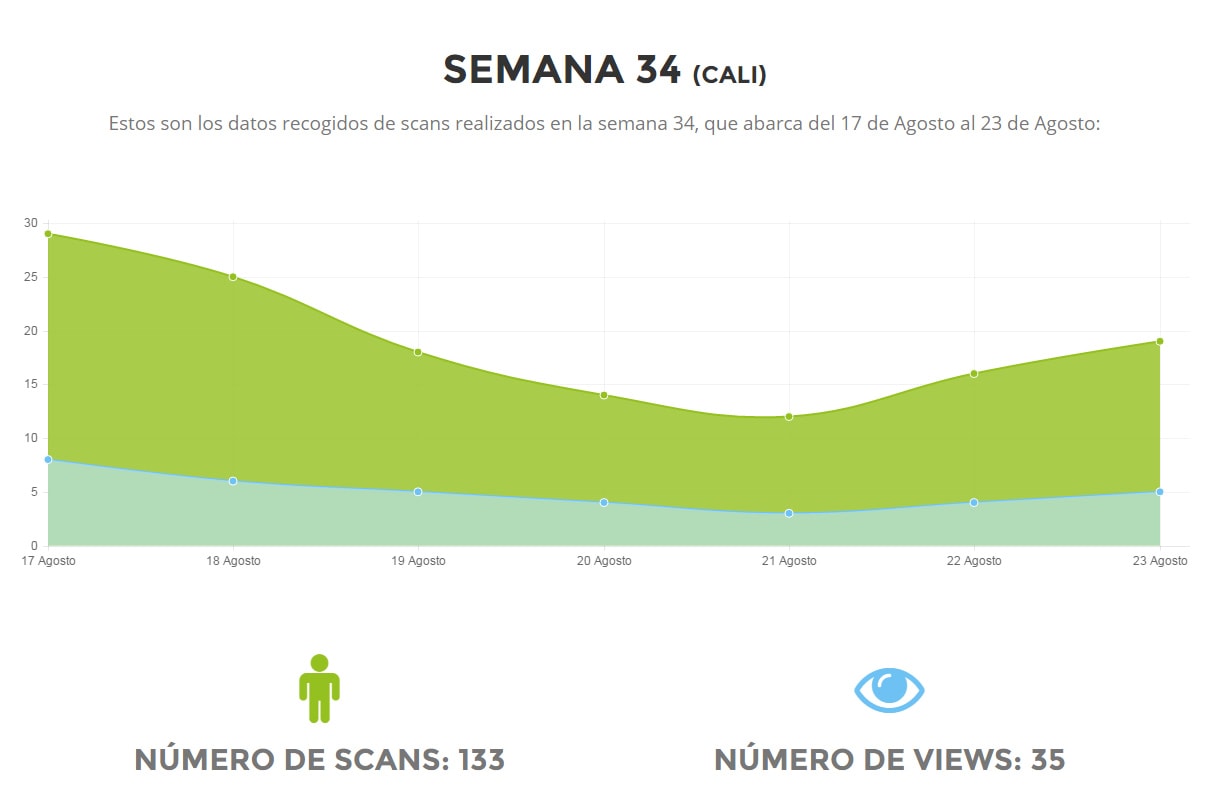 SEMANA 34 (CALI)
Estos son los datos recogidos de scans realizados en la semana 34, que abarca del 17 de Agosto al 23 de Agosto:
30
25
20
15
10
5
0
17 Agosto 18 Agosto 19 Agosto 20 Agosto 21 Agosto 22 Agosto 23 Agosto
NÚMERO DE SCANS: 133
NÚMERO DE VIEWS: 35